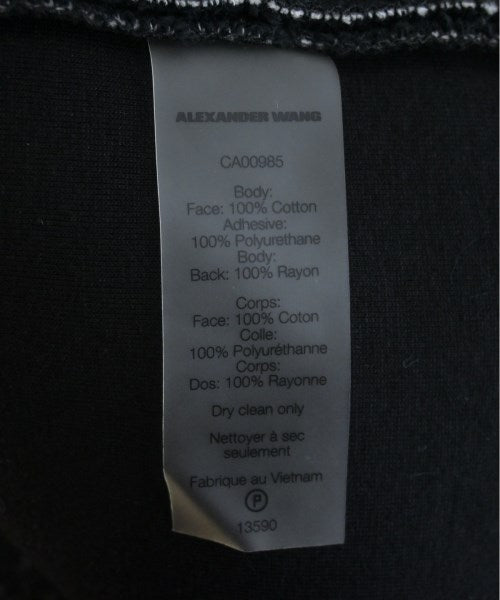 ALEXANDER WANG
CA00985
Body:
Face: 100% Cotton
Adhesive:
100% Polyurethane
Body:
Back: 100% Rayon
Corps:
Face: 100% Coton
Colle:
100% Polyuréthanne
Corps:
Dos: 100% Rayonne
Dry clean only
Nettoyer à sec
seulement
Fabrique au Vietnam
P
13590